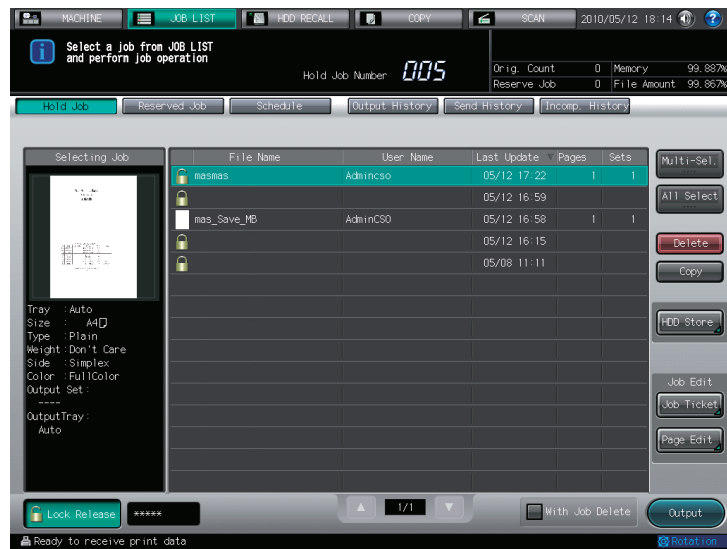 MACHINE JOB LIST HDD RECALL COPY SCAN 2010/05/12 18:14
Select a job from JOB LIST
and perform job operation
Hold Job Number 005
Orig. Count 0 Memory 99.887%
Reserve Job 0 File Amount 99.867%
Hold Job Reserved Job Schedule Output History Send History Incomp. History
Selecting Job File Name User Name Last Update ▼ Pages Sets
masmas Admincso 05/12 17:22 1 1
05/12 16:59
mas_Save_MB AdminCSO 05/12 16:58 1 1
05/12 16:15
05/08 11:11
Multi-Sel.
All Select
Delete
Copy
HDD Store
Job Edit
Job Ticket
Page Edit
Tray :Auto
Size : A4
Type :Plain
Weight:Don't Care
Side :Simplex
Color :FullColor
Output Set:
----
OutputTray:
Auto
Lock Release ***** 1/1 With Job Delete Output
Ready to receive print data Rotation